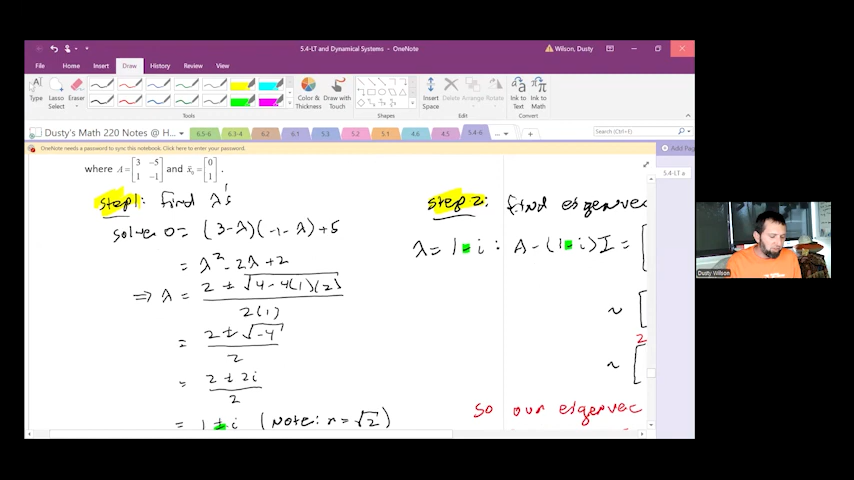 5.4-LT and Dynamical Systems - OneNote
Wilson, Dusty
File Home Insert Draw History Review View
Type
Lasso Select
Eraser
Color & Thickness
Draw with Touch
Insert Space
Delete
Arrange
Rotate
Ink to Text
Ink to Math
Tools
Shapes
Edit
Convert
Dusty's Math 220 Notes @ H
6.5-6 6.3-4 6.2 6.1 5.3 5.2 5.1 4.6 4.5 5.4-6
Search (Ctrl+E)
OneNote needs a password to sync this notebook. Click here to enter your password.
Add Page
5.4-LT a
where A = [3 -5; 1 -1] and x̄₀ = [0; 1].
step1: find λ's
solve 0 = (3-λ)(-1-λ)+5
= λ² - 2λ + 2
⇒ λ = (2 ± √(4-4(1)(2))) / 2(1)
= (2 ± √-4) / 2
= (2 ± 2i) / 2
= 1 ± i (note: r = √2)
step 2: find eigenvec
λ = 1 - i : A - (1 - i) I = [
~ [
2
~ [
so our eigenvec
Dusty Wilson